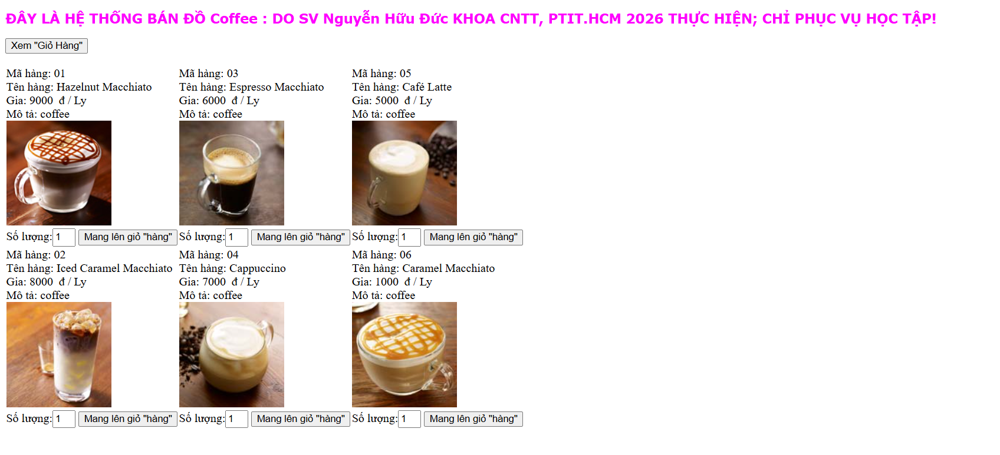 ĐÂY LÀ HỆ THỐNG BÁN ĐỒ Coffee : DO SV Nguyễn Hữu Đức KHOA CNTT, PTIT.HCM 2026 THỰC HIỆN; CHỈ PHỤC VỤ HỌC TẬP!
Xem "Giỏ Hàng"
Mã hàng: 01
Tên hàng: Hazelnut Macchiato
Gia: 9000 đ / Ly
Mô tả: coffee
Số lượng: 1 Mang lên giỏ "hàng"
Mã hàng: 03
Tên hàng: Espresso Macchiato
Gia: 6000 đ / Ly
Mô tả: coffee
Số lượng: 1 Mang lên giỏ "hàng"
Mã hàng: 05
Tên hàng: Café Latte
Gia: 5000 đ / Ly
Mô tả: coffee
Số lượng: 1 Mang lên giỏ "hàng"
Mã hàng: 02
Tên hàng: Iced Caramel Macchiato
Gia: 8000 đ / Ly
Mô tả: coffee
Số lượng: 1 Mang lên giỏ "hàng"
Mã hàng: 04
Tên hàng: Cappuccino
Gia: 7000 đ / Ly
Mô tả: coffee
Số lượng: 1 Mang lên giỏ "hàng"
Mã hàng: 06
Tên hàng: Caramel Macchiato
Gia: 1000 đ / Ly
Mô tả: coffee
Số lượng: 1 Mang lên giỏ "hàng"